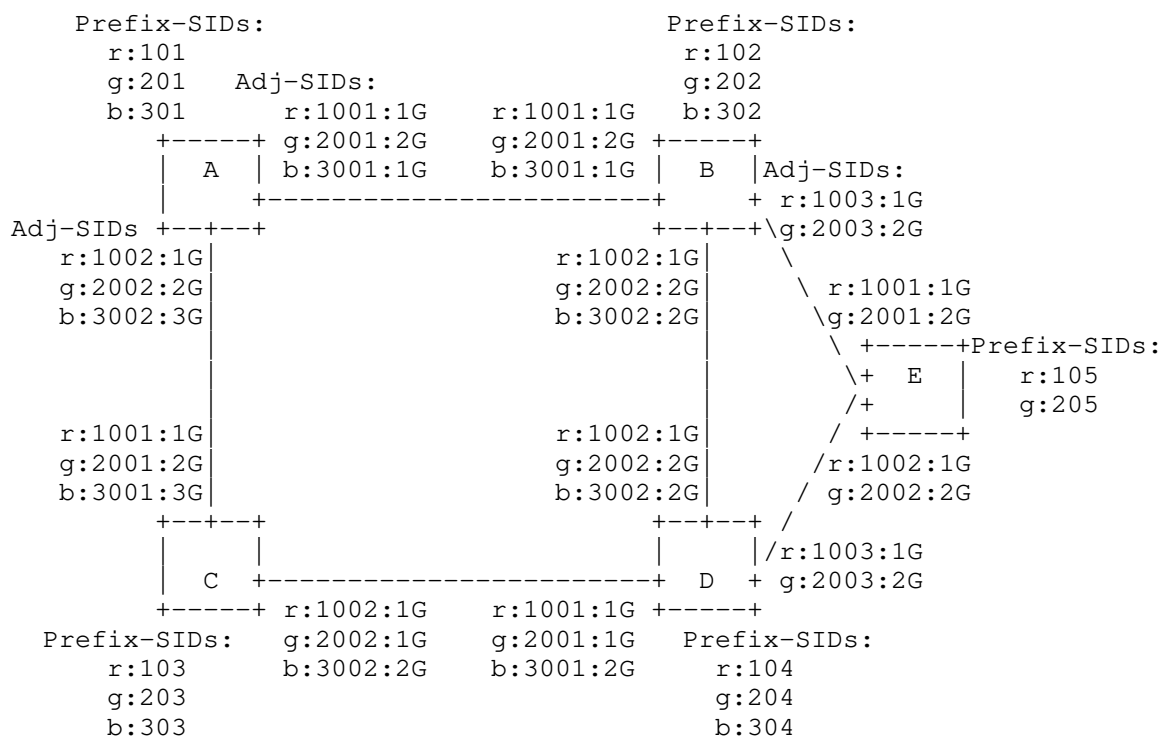 Prefix-SIDs: Prefix-SIDs:
r:101 r:102
g:201 Adj-SIDs: g:202
b:301 r:1001:1G r:1001:1G b:302
g:2001:2G g:2001:2G
A b:3001:1G b:3001:1G B Adj-SIDs:
r:1003:1G
Adj-SIDs g:2003:2G
r:1002:1G r:1002:1G
g:2002:2G g:2002:2G r:1001:1G
b:3002:3G b:3002:2G g:2001:2G
Prefix-SIDs:
E r:105
g:205
r:1001:1G r:1002:1G
g:2001:2G g:2002:2G r:1002:1G
b:3001:3G b:3002:2G g:2002:2G
r:1003:1G
C D g:2003:2G
r:1002:1G r:1001:1G
Prefix-SIDs: g:2002:1G g:2001:1G Prefix-SIDs:
r:103 b:3002:2G b:3001:2G r:104
g:203 g:204
b:303 b:304